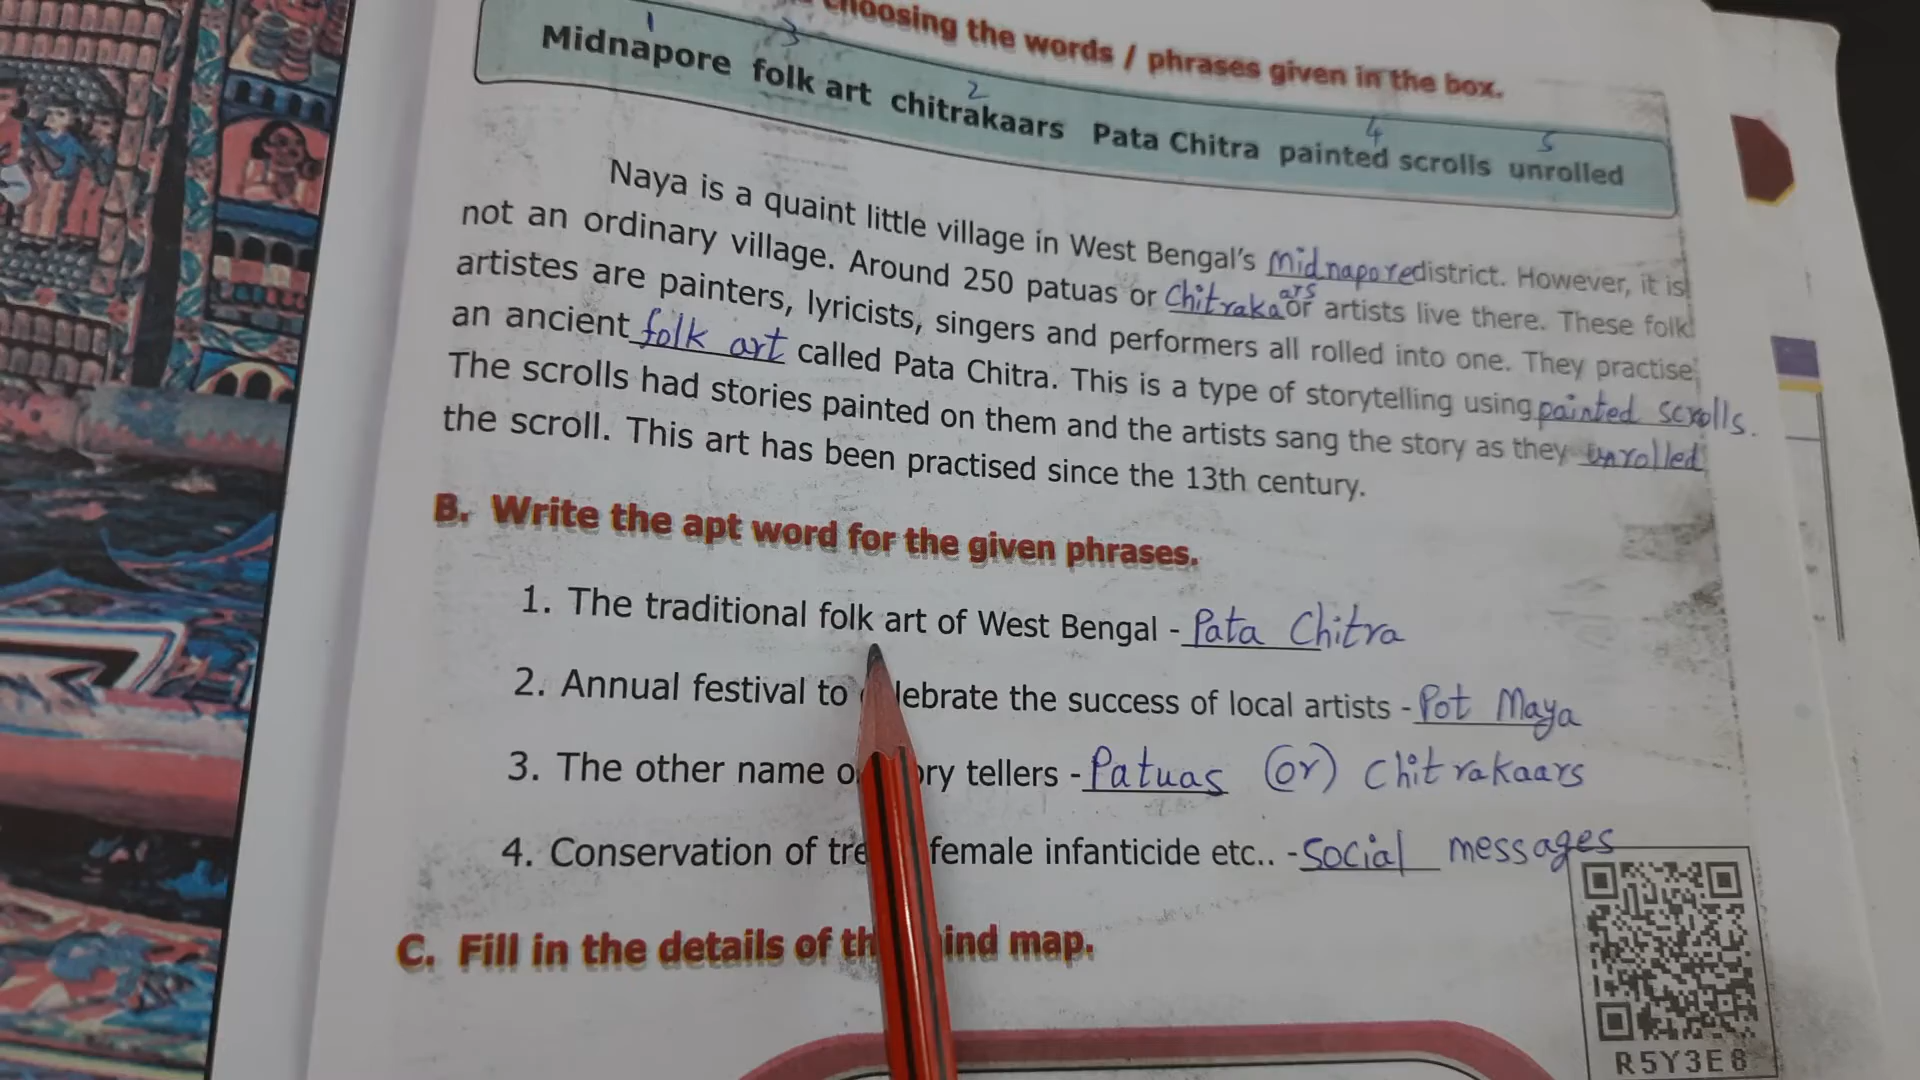 choosing the words / phrases given in the box.
1 3 2 4 5
Midnapore folk art chitrakaars Pata Chitra painted scrolls unrolled
Naya is a quaint little village in West Bengal's Midnapore district. However, it is
not an ordinary village. Around 250 patuas or Chitrakaars or artists live there. These folk
artistes are painters, lyricists, singers and performers all rolled into one. They practise
an ancient folk art called Pata Chitra. This is a type of storytelling using painted scrolls.
The scrolls had stories painted on them and the artists sang the story as they unrolled
the scroll. This art has been practised since the 13th century.
B. Write the apt word for the given phrases.
1. The traditional folk art of West Bengal - Pata Chitra
2. Annual festival to lebrate the success of local artists - Pot Maya
3. The other name o ry tellers - Patuas (or) Chitrakaars
4. Conservation of tre female infanticide etc.. - Social messages
C. Fill in the details of th ind map.
R5Y3E8